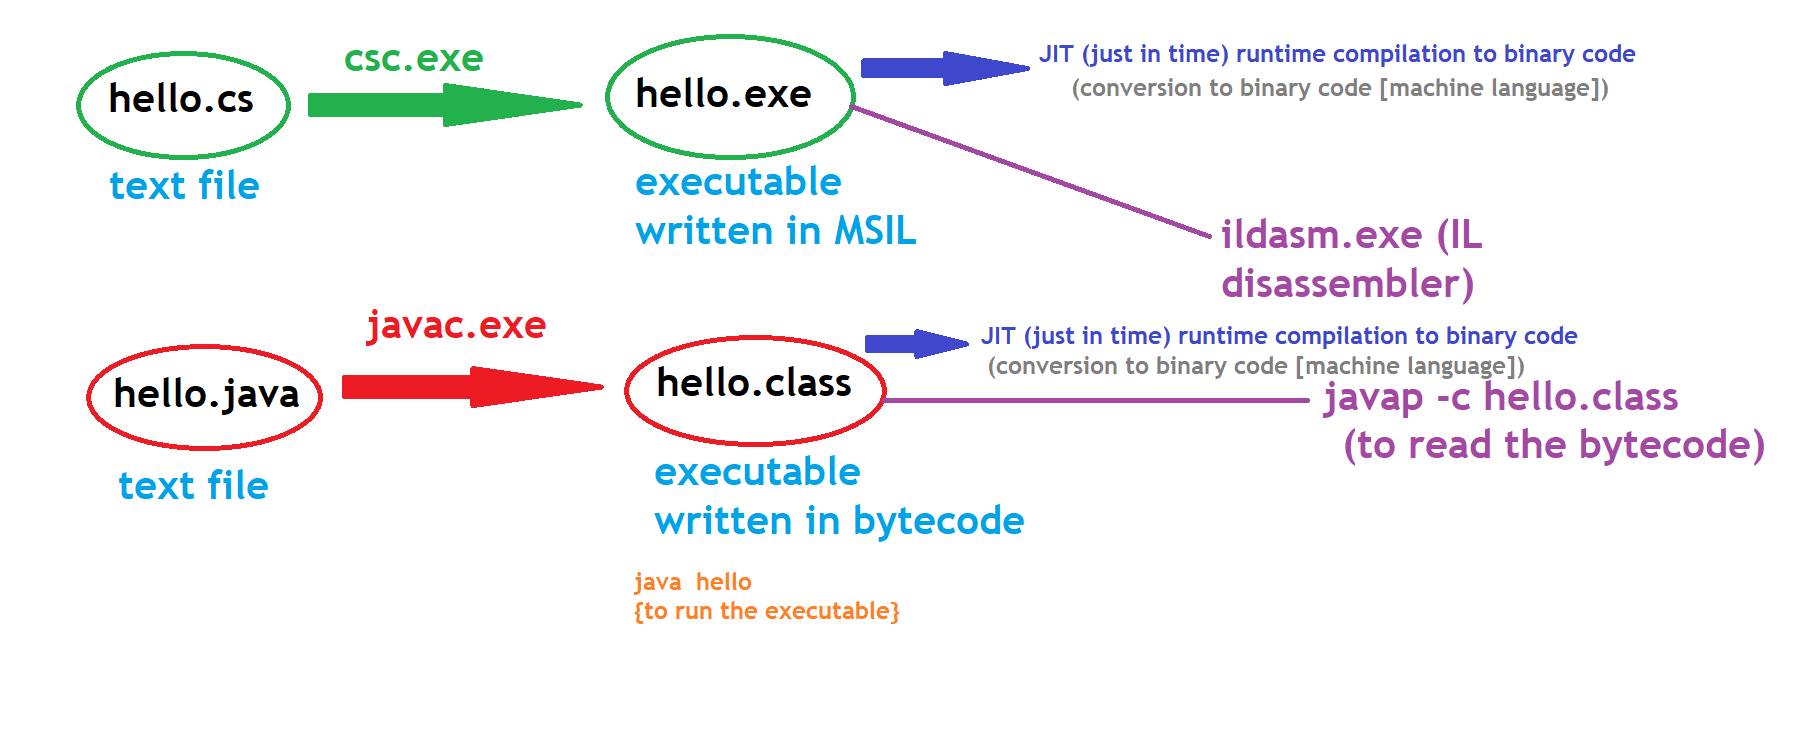 csc.exe
hello.cs
hello.exe
JIT (just in time) runtime compilation to binary code
(conversion to binary code [machine language])
text file
executable
written in MSIL
ildasm.exe (IL
disassembler)
javac.exe
hello.java
hello.class
JIT (just in time) runtime compilation to binary code
(conversion to binary code [machine language])
javap -c hello.class
(to read the bytecode)
text file
executable
written in bytecode
java hello
{to run the executable}